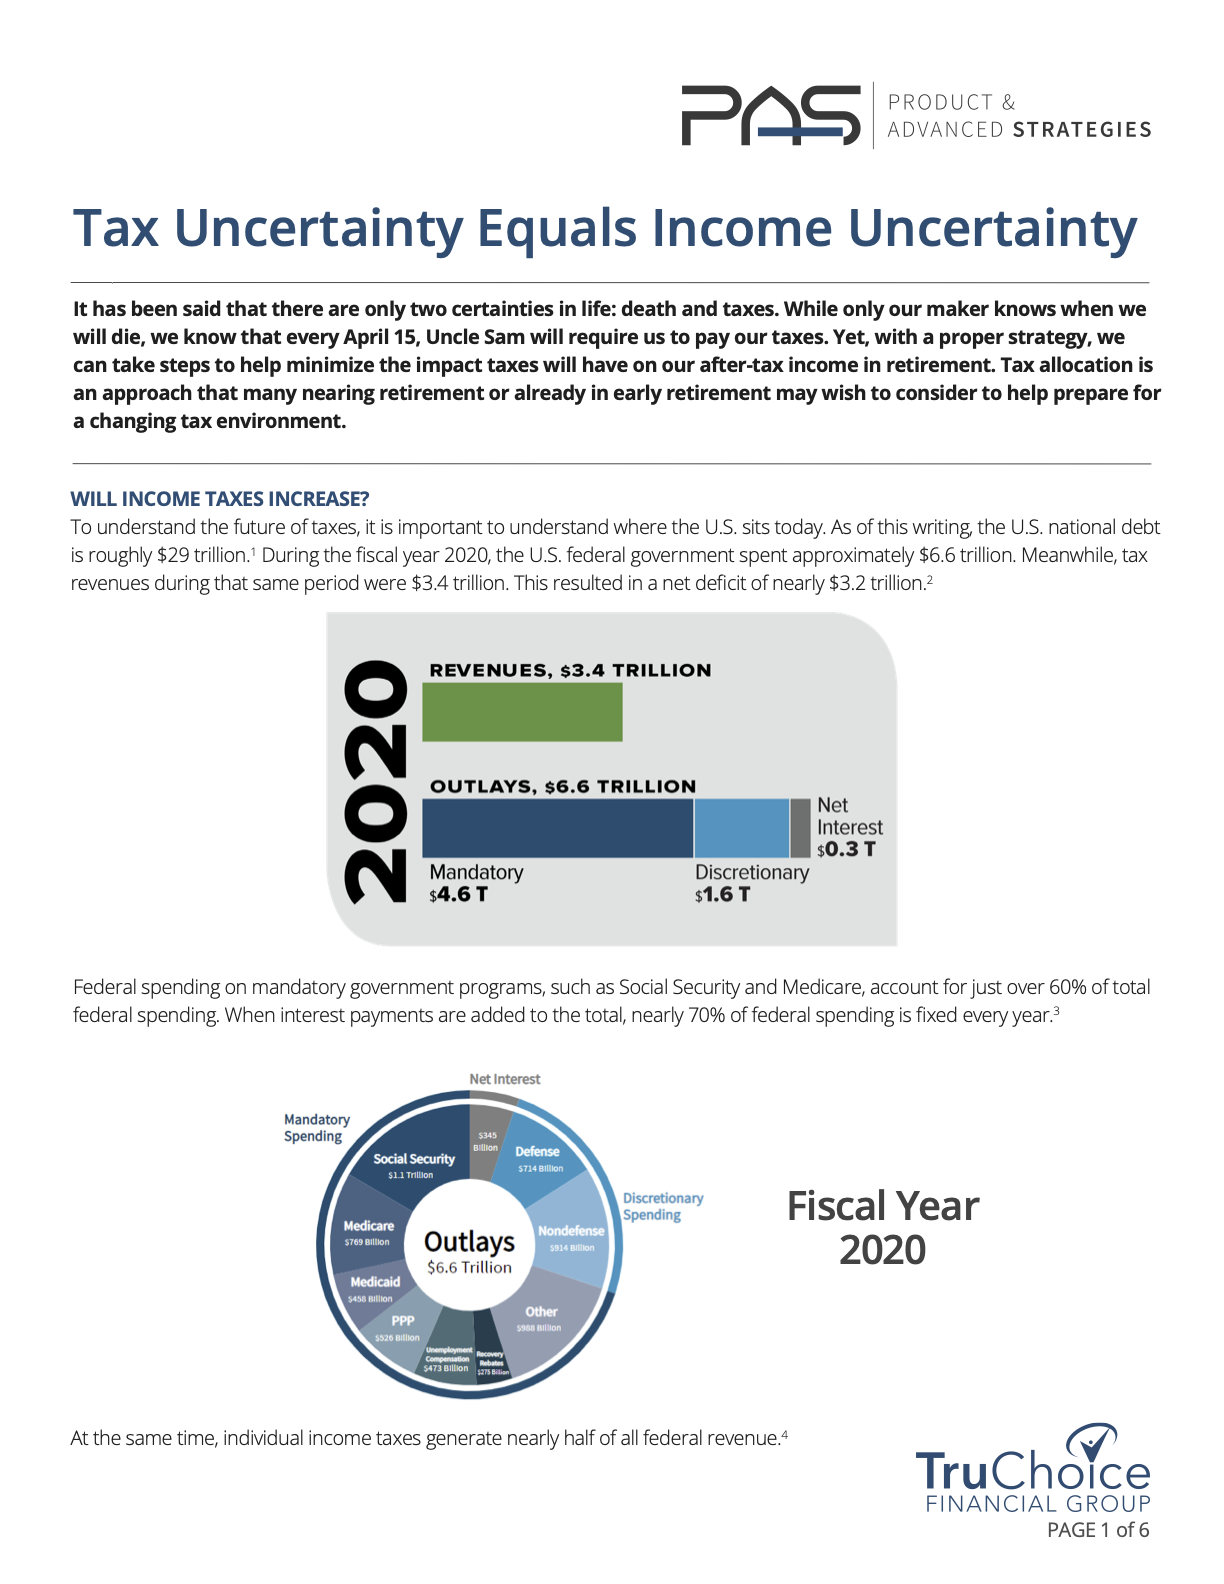 PAS
PRODUCT &
ADVANCED STRATEGIES
Tax Uncertainty Equals Income Uncertainty
It has been said that there are only two certainties in life: death and taxes. While only our maker knows when we
will die, we know that every April 15, Uncle Sam will require us to pay our taxes. Yet, with a proper strategy, we
can take steps to help minimize the impact taxes will have on our after-tax income in retirement. Tax allocation is
an approach that many nearing retirement or already in early retirement may wish to consider to help prepare for
a changing tax environment.
WILL INCOME TAXES INCREASE?
To understand the future of taxes, it is important to understand where the U.S. sits today. As of this writing, the U.S. national debt
is roughly $29 trillion.¹ During the fiscal year 2020, the U.S. federal government spent approximately $6.6 trillion. Meanwhile, tax
revenues during that same period were $3.4 trillion. This resulted in a net deficit of nearly $3.2 trillion.²
2020
REVENUES, $3.4 TRILLION
OUTLAYS, $6.6 TRILLION
Net
Interest
$0.3 T
Mandatory
$4.6 T
Discretionary
$1.6 T
Federal spending on mandatory government programs, such as Social Security and Medicare, account for just over 60% of total
federal spending. When interest payments are added to the total, nearly 70% of federal spending is fixed every year.³
Net Interest
Mandatory
Spending
$345
Billion
Defense
$714 Billion
Social Security
$1.1 Trillion
Discretionary
Spending
Medicare
$769 Billion
Outlays
$6.6 Trillion
Nondefense
$914 Billion
Medicaid
$458 Billion
Other
$988 Billion
PPP
$526 Billion
Unemployment
Compensation
$473 Billion
Recovery
Rebates
$275 Billion
Fiscal Year
2020
At the same time, individual income taxes generate nearly half of all federal revenue.⁴
TruChoice
FINANCIAL GROUP
PAGE 1 of 6